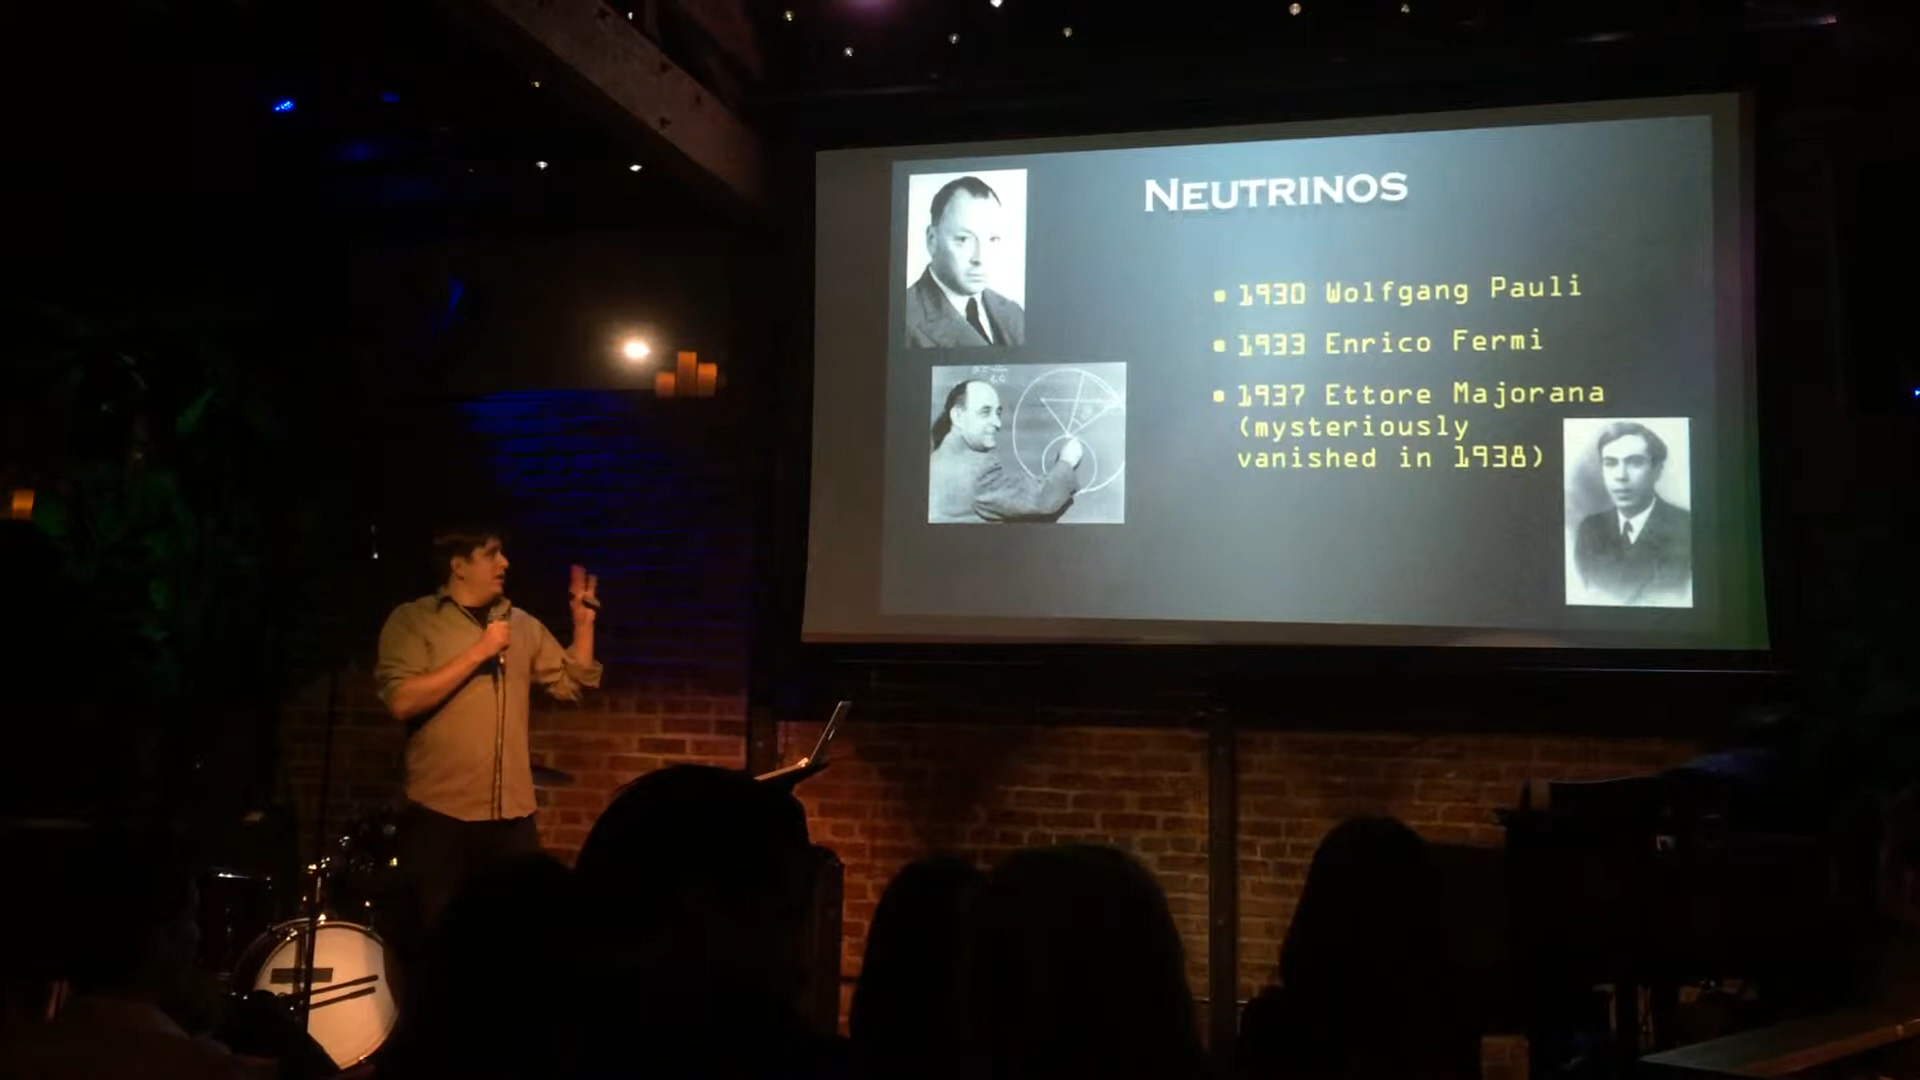 NEUTRINOS
• 1930 Wolfgang Pauli
• 1933 Enrico Fermi
• 1937 Ettore Majorana
(mysteriously
vanished in 1938)